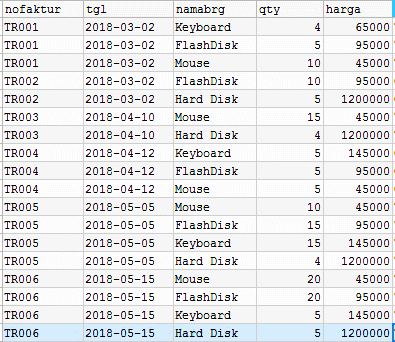 nofaktur tgl namabrg qty harga
TR001 2018-03-02 Keyboard 4 65000
TR001 2018-03-02 FlashDisk 5 95000
TR001 2018-03-02 Mouse 10 45000
TR002 2018-03-02 FlashDisk 10 95000
TR002 2018-03-02 Hard Disk 5 1200000
TR003 2018-04-10 Mouse 15 45000
TR003 2018-04-10 Hard Disk 4 1200000
TR004 2018-04-12 Keyboard 5 145000
TR004 2018-04-12 FlashDisk 5 95000
TR004 2018-04-12 Mouse 5 45000
TR005 2018-05-05 Mouse 10 45000
TR005 2018-05-05 FlashDisk 15 95000
TR005 2018-05-05 Keyboard 15 145000
TR005 2018-05-05 Hard Disk 4 1200000
TR006 2018-05-15 Mouse 20 45000
TR006 2018-05-15 FlashDisk 20 95000
TR006 2018-05-15 Keyboard 5 145000
TR006 2018-05-15 Hard Disk 5 1200000